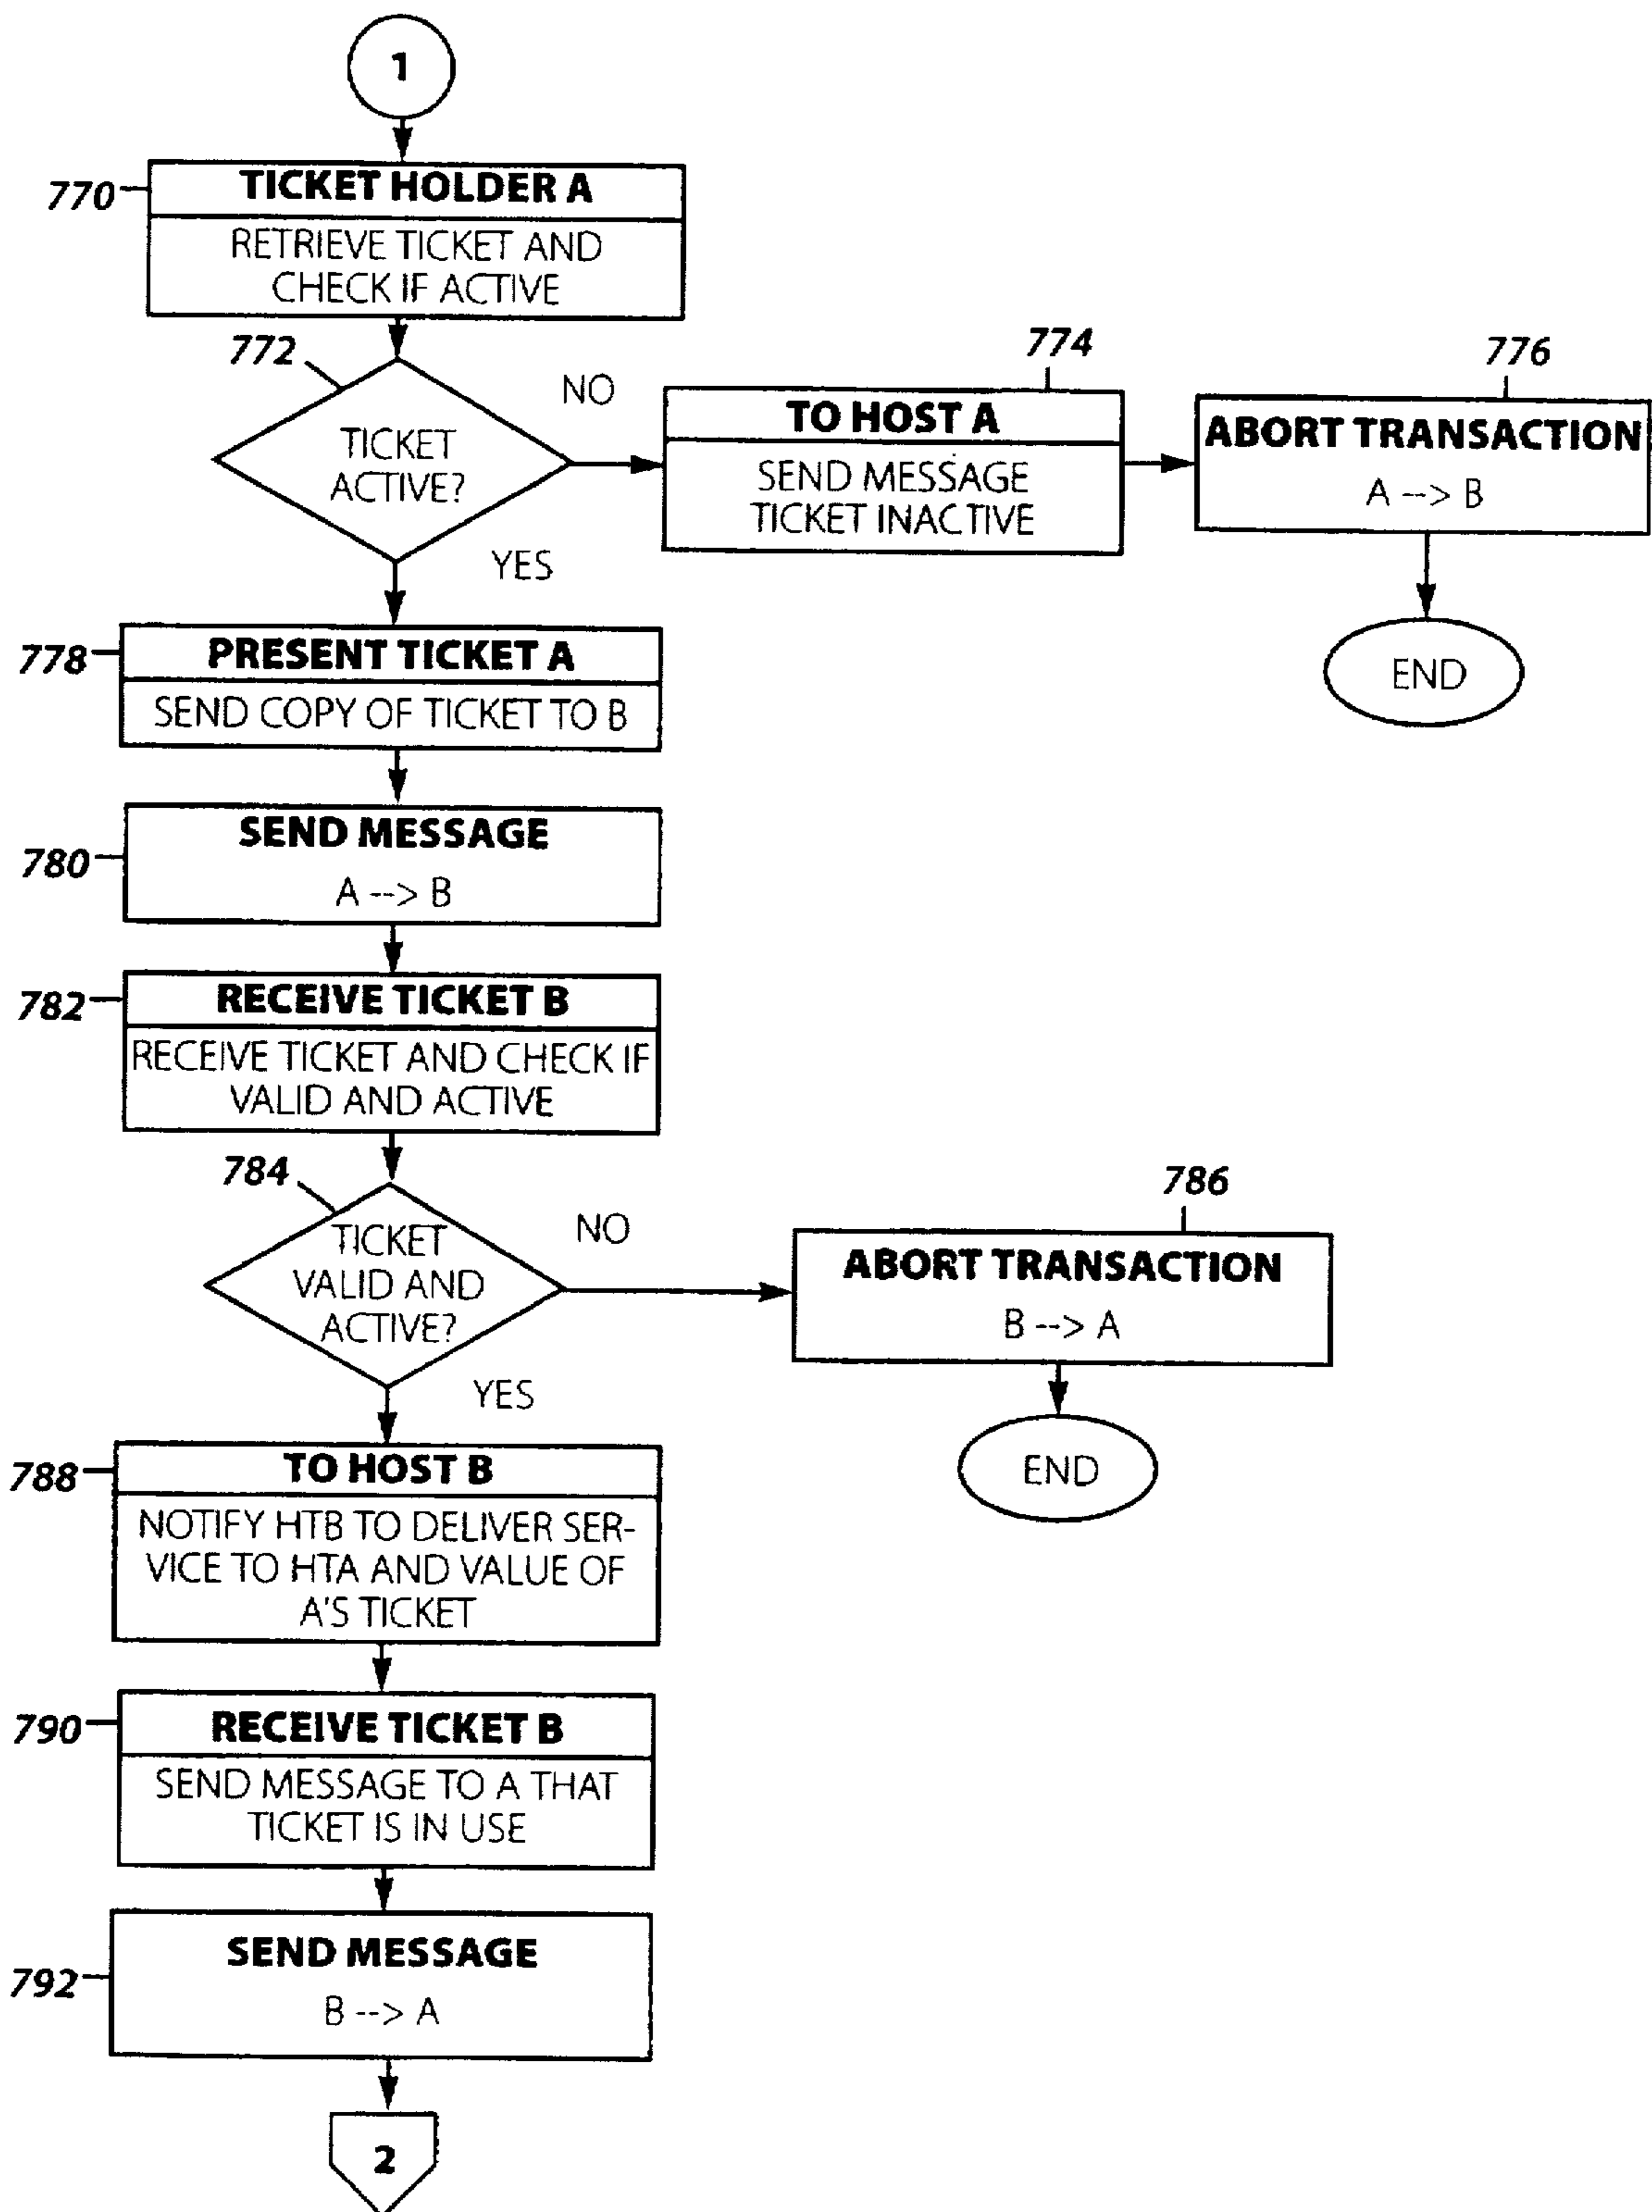 1
770
TICKET HOLDER A
RETRIEVE TICKET AND
CHECK IF ACTIVE
772
TICKET
ACTIVE?
NO
774
TO HOST A
SEND MESSAGE
TICKET INACTIVE
776
ABORT TRANSACTION
A --> B
END
YES
778
PRESENT TICKET A
SEND COPY OF TICKET TO B
780
SEND MESSAGE
A --> B
782
RECEIVE TICKET B
RECEIVE TICKET AND CHECK IF
VALID AND ACTIVE
784
TICKET
VALID AND
ACTIVE?
NO
786
ABORT TRANSACTION
B --> A
END
YES
788
TO HOST B
NOTIFY HTB TO DELIVER SER-
VICE TO HTA AND VALUE OF
A'S TICKET
790
RECEIVE TICKET B
SEND MESSAGE TO A THAT
TICKET IS IN USE
792
SEND MESSAGE
B --> A
2